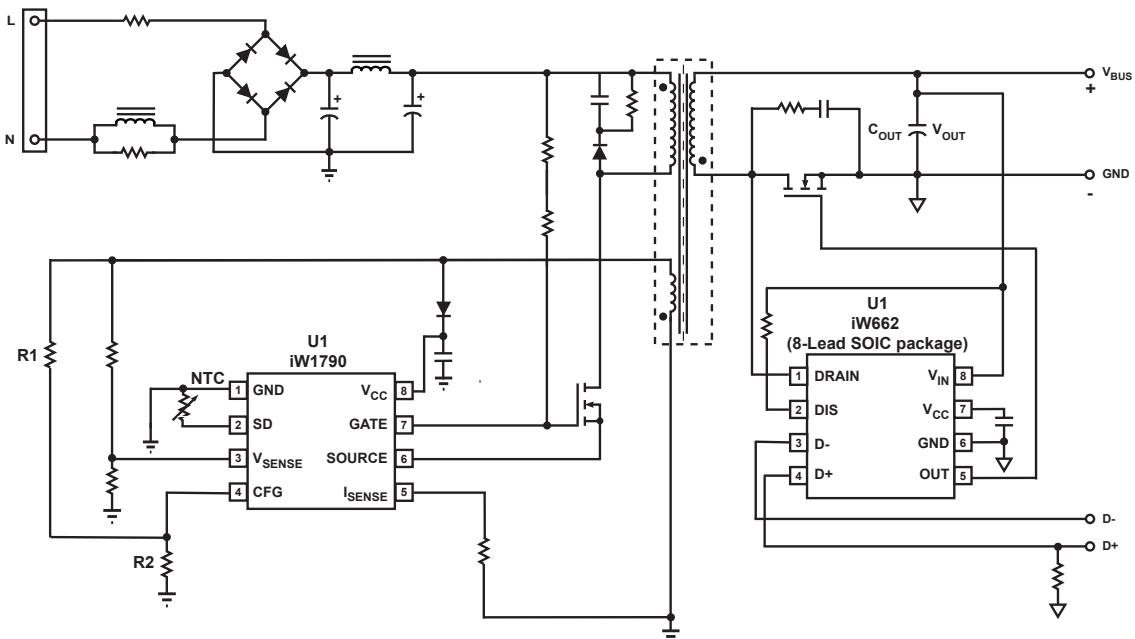 L
N
+
+
V_BUS
+
C_OUT V_OUT
GND
-
R1
R2
NTC
U1
iW1790
1 GND
2 SD
3 V_SENSE
4 CFG
V_CC 8
GATE 7
SOURCE 6
I_SENSE 5
U1
iW662
(8-Lead SOIC package)
1 DRAIN
2 DIS
3 D-
4 D+
V_IN 8
V_CC 7
GND 6
OUT 5
D-
D+